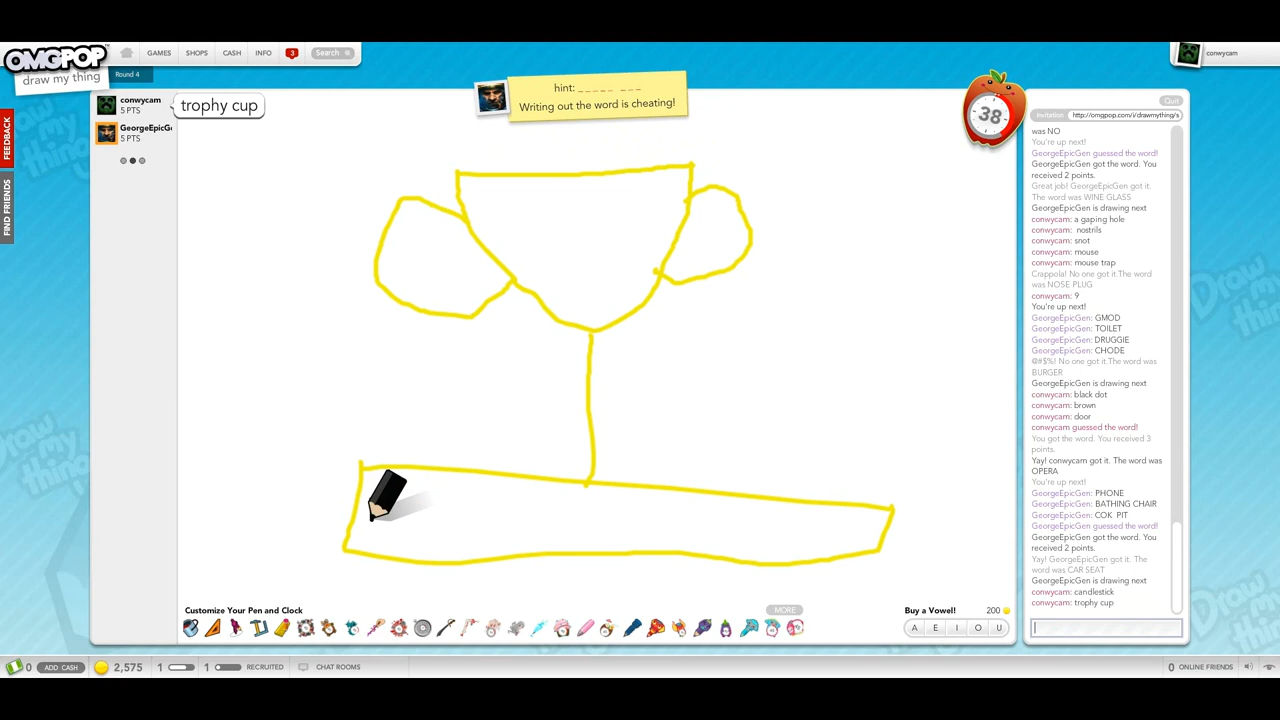 OMGPOP
GAMES SHOPS CASH INFO 3 Search
conwycam
draw my thing
Round 4
hint: _ _ _ _ _ _ _ _
Writing out the word is cheating!
38
FEEDBACK
FIND FRIENDS
conwycam
5 PTS
trophy cup
GeorgeEpicGe
5 PTS
Quit
Invitation http://omgpop.com/i/drawmything/s
was NO
You're up next!
GeorgeEpicGen guessed the word!
GeorgeEpicGen got the word. You
received 2 points.
Great job! GeorgeEpicGen got it.
The word was WINE GLASS
GeorgeEpicGen is drawing next
conwycam: a gaping hole
conwycam: nostrils
conwycam: snot
conwycam: mouse
conwycam: mouse trap
Crappola! No one got it.The word
was NOSE PLUG
conwycam: 9
You're up next!
GeorgeEpicGen: GMOD
GeorgeEpicGen: TOILET
GeorgeEpicGen: DRUGGIE
GeorgeEpicGen: CHODE
@#$%! No one got it.The word was
BURGER
GeorgeEpicGen is drawing next
conwycam: black dot
conwycam: brown
conwycam: door
conwycam guessed the word!
You got the word. You received 3
points.
Yay! conwycam got it. The word was
OPERA
You're up next!
GeorgeEpicGen: PHONE
GeorgeEpicGen: BATHING CHAIR
GeorgeEpicGen: COK PIT
GeorgeEpicGen guessed the word!
GeorgeEpicGen got the word. You
received 2 points.
Yay! GeorgeEpicGen got it. The
word was CAR SEAT
GeorgeEpicGen is drawing next
conwycam: candlestick
conwycam: trophy cup
Customize Your Pen and Clock
MORE
Buy a Vowel! 200
A E I O U
0 ADD CASH 2,575 1 1 RECRUITED CHAT ROOMS
0 ONLINE FRIENDS